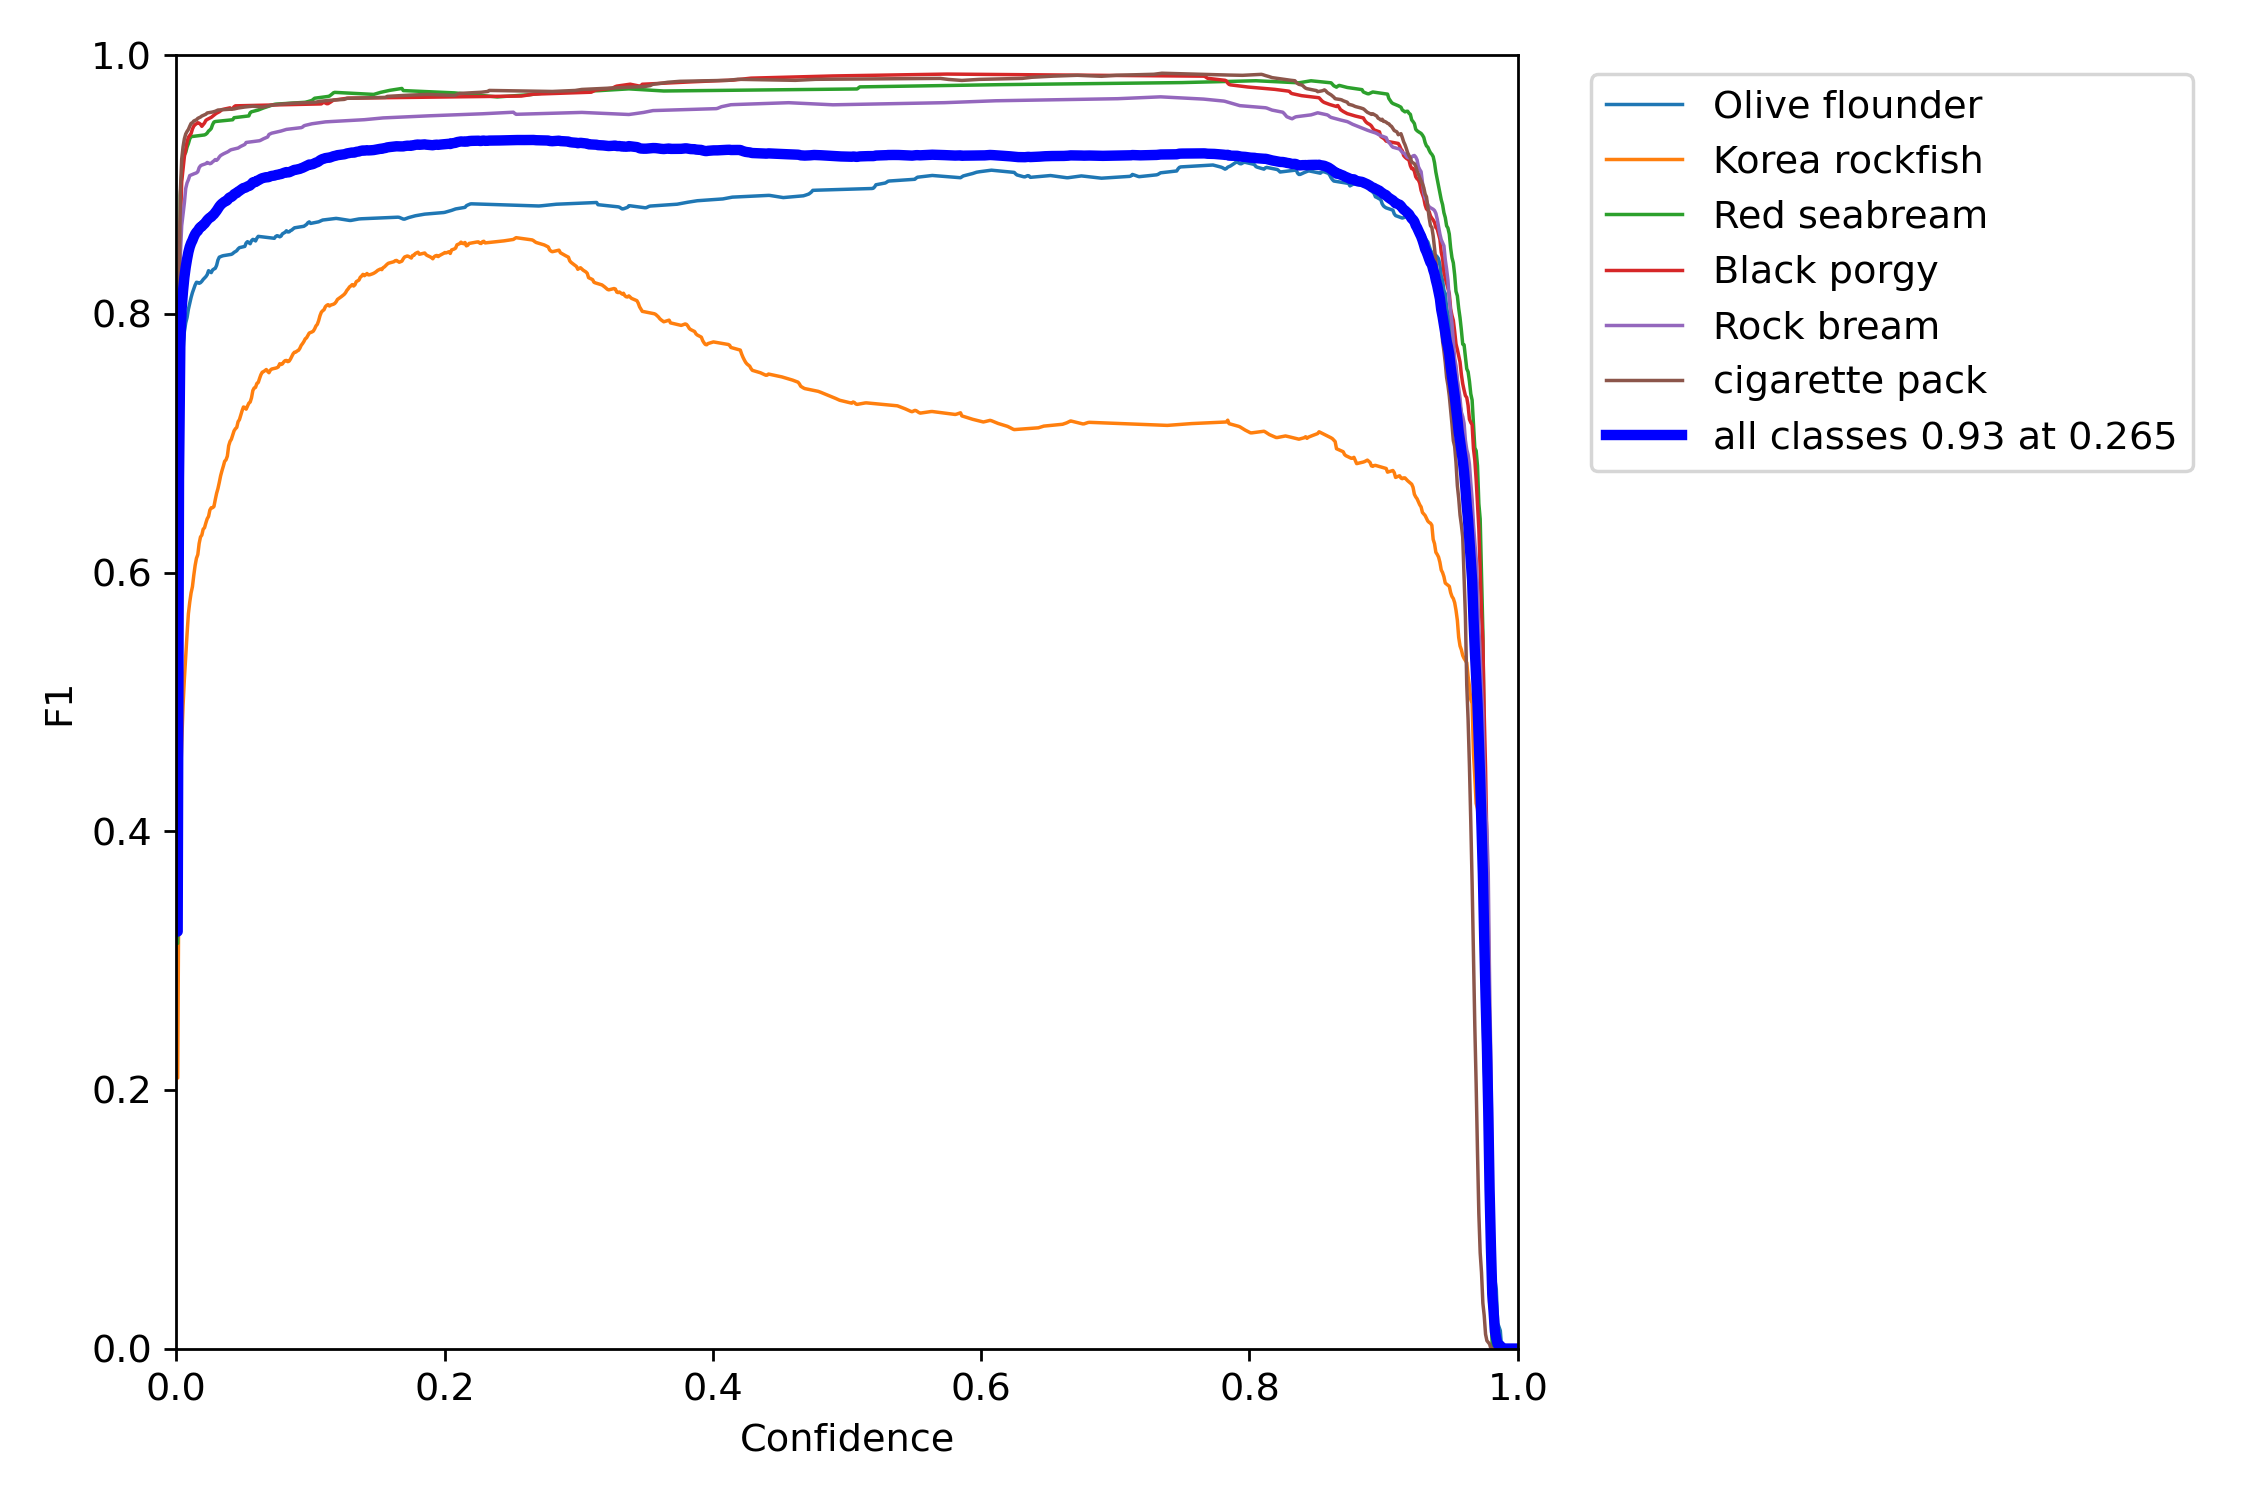 1.0
0.8
0.6
0.4
0.2
0.0
F1
0.0 0.2 0.4 0.6 0.8 1.0
Confidence
Olive flounder
Korea rockfish
Red seabream
Black porgy
Rock bream
cigarette pack
all classes 0.93 at 0.265